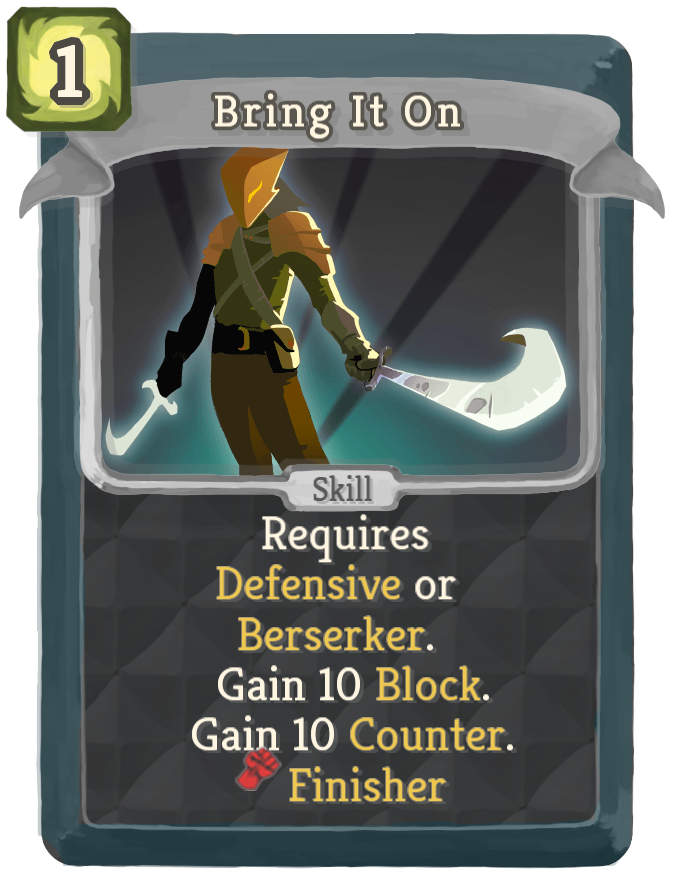 1
Bring It On
Skill
Requires
Defensive or
Berserker.
Gain 10 Block.
Gain 10 Counter.
Finisher